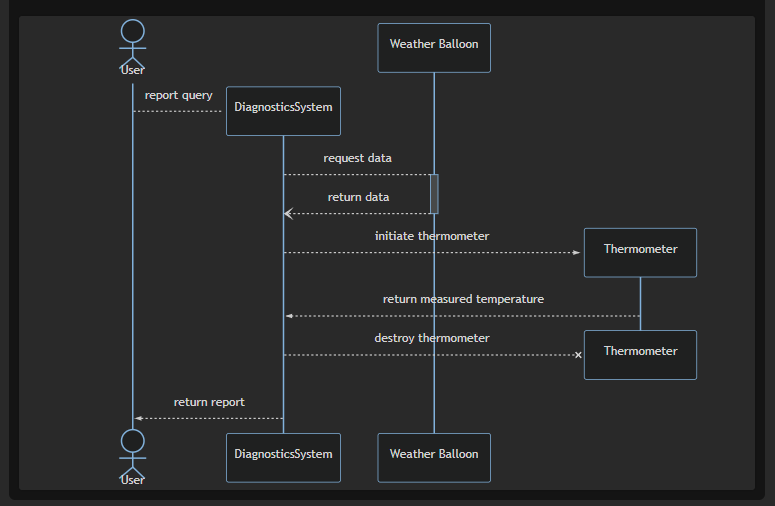 Weather Balloon
User
report query
DiagnosticsSystem
request data
return data
initiate thermometer
Thermometer
return measured temperature
destroy thermometer
Thermometer
return report
DiagnosticsSystem
Weather Balloon
User